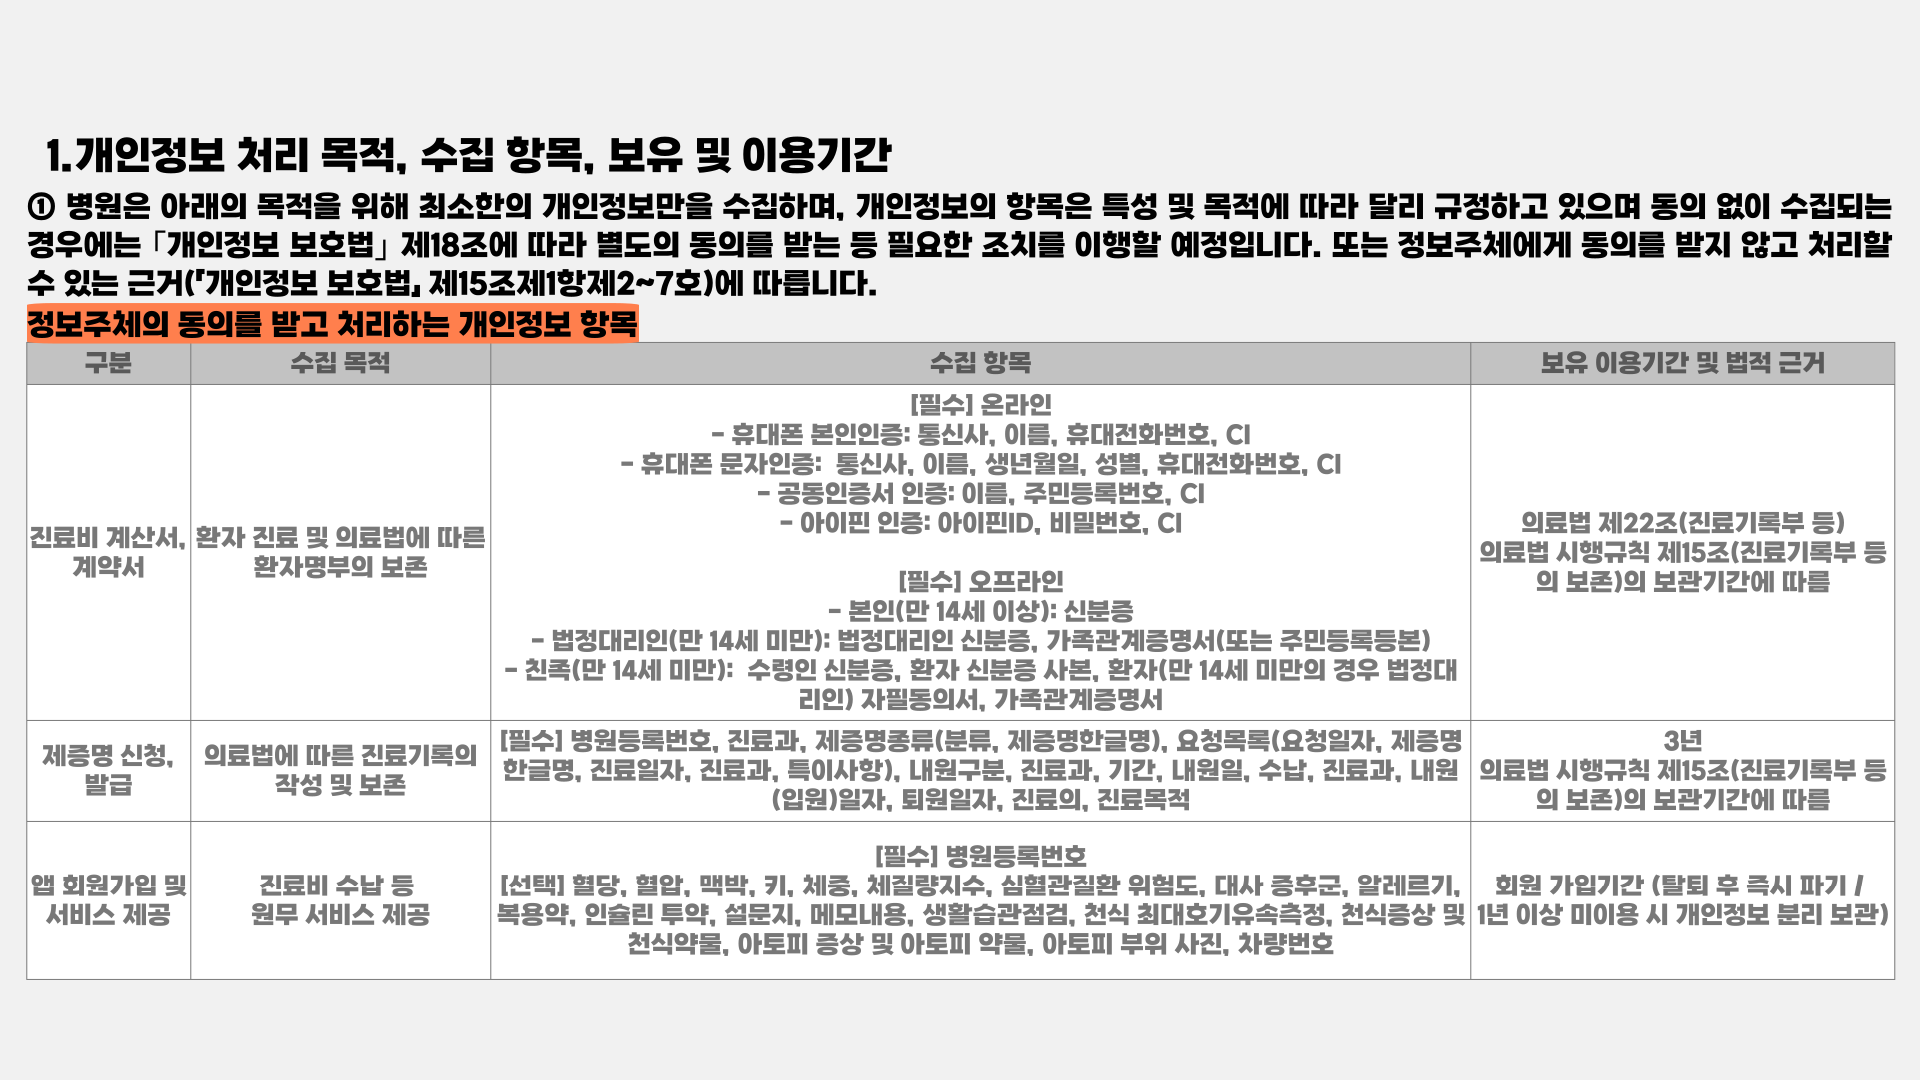 1.개인정보 처리 목적, 수집 항목, 보유 및 이용기간
① 병원은 아래의 목적을 위해 최소한의 개인정보만을 수집하며, 개인정보의 항목은 특성 및 목적에 따라 달리 규정하고 있으며 동의 없이 수집되는
경우에는「개인정보 보호법」제18조에 따라 별도의 동의를 받는 등 필요한 조치를 이행할 예정입니다. 또는 정보주체에게 동의를 받지 않고 처리할
수 있는 근거(『개인정보 보호법』 제15조제1항제2~7호)에 따릅니다.
정보주체의 동의를 받고 처리하는 개인정보 항목
구분
수집 목적
수집 항목
보유 이용기간 및 법적 근거
진료비 계산서,
계약서
환자 진료 및 의료법에 따른
환자명부의 보존
[필수] 온라인
- 휴대폰 본인인증: 통신사, 이름, 휴대전화번호, CI
- 휴대폰 문자인증: 통신사, 이름, 생년월일, 성별, 휴대전화번호, CI
- 공동인증서 인증: 이름, 주민등록번호, CI
- 아이핀 인증: 아이핀ID, 비밀번호, CI
[필수] 오프라인
- 본인(만 14세 이상): 신분증
- 법정대리인(만 14세 미만): 법정대리인 신분증, 가족관계증명서(또는 주민등록등본)
- 친족(만 14세 미만): 수령인 신분증, 환자 신분증 사본, 환자(만 14세 미만의 경우 법정대
리인) 자필동의서, 가족관계증명서
의료법 제22조(진료기록부 등)
의료법 시행규칙 제15조(진료기록부 등
의 보존)의 보관기간에 따름
제증명 신청,
발급
의료법에 따른 진료기록의
작성 및 보존
[필수] 병원등록번호, 진료과, 제증명종류(분류, 제증명한글명), 요청목록(요청일자, 제증명
한글명, 진료일자, 진료과, 특이사항), 내원구분, 진료과, 기간, 내원일, 수납, 진료과, 내원
(입원)일자, 퇴원일자, 진료의, 진료목적
3년
의료법 시행규칙 제15조(진료기록부 등
의 보존)의 보관기간에 따름
앱 회원가입 및
서비스 제공
진료비 수납 등
원무 서비스 제공
[필수] 병원등록번호
[선택] 혈당, 혈압, 맥박, 키, 체중, 체질량지수, 심혈관질환 위험도, 대사 증후군, 알레르기,
복용약, 인슐린 투약, 설문지, 메모내용, 생활습관점검, 천식 최대호기유속측정, 천식증상 및
천식약물, 아토피 증상 및 아토피 약물, 아토피 부위 사진, 차량번호
회원 가입기간 (탈퇴 후 즉시 파기 /
1년 이상 미이용 시 개인정보 분리 보관)